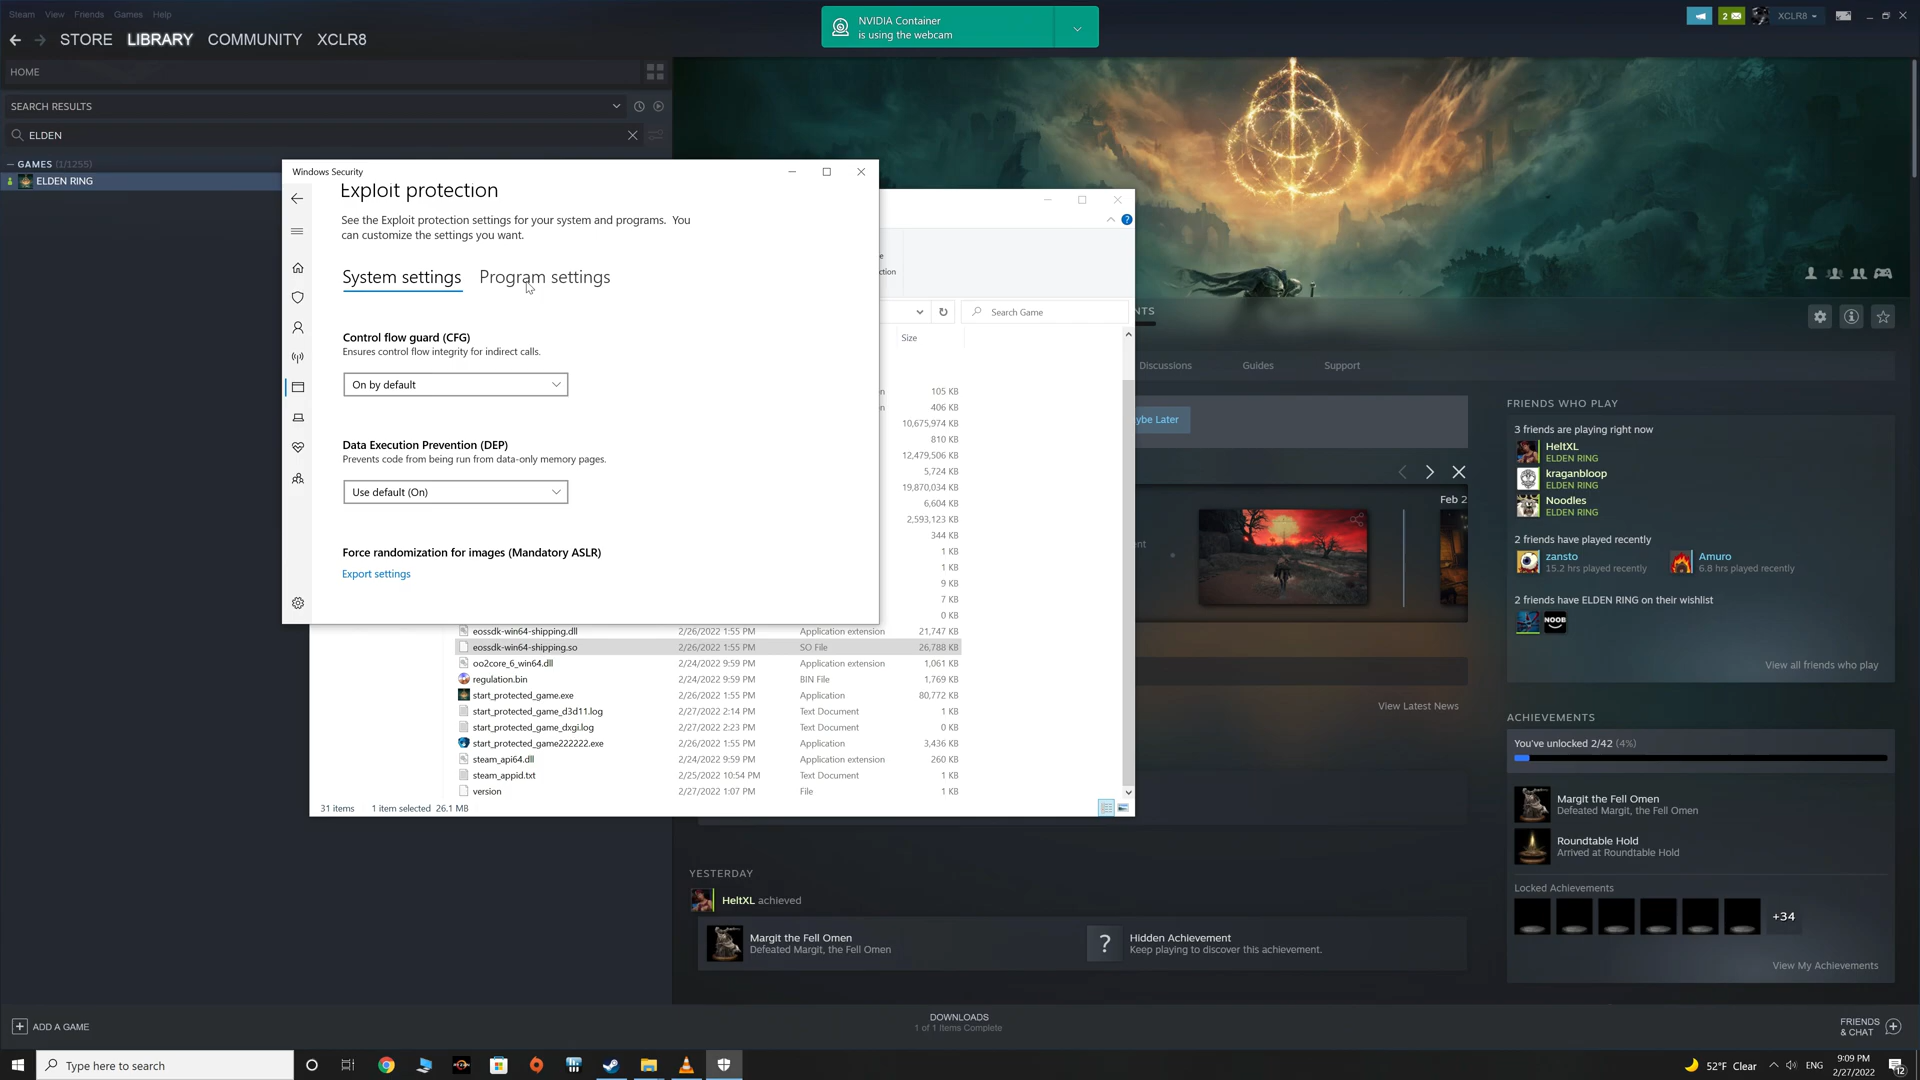 Steam View Friends Games Help
NVIDIA Container
is using the webcam
2
XCLR8
STORE LIBRARY COMMUNITY XCLR8
HOME
SEARCH RESULTS
ELDEN
GAMES (1/1255)
ELDEN RING
Windows Security
Exploit protection
See the Exploit protection settings for your system and programs. You
can customize the settings you want.
System settings Program settings
Control flow guard (CFG)
Ensures control flow integrity for indirect calls.
On by default
Data Execution Prevention (DEP)
Prevents code from being run from data-only memory pages.
Use default (On)
Force randomization for images (Mandatory ASLR)
Export settings
e
ction
Search Game
Size
n 105 KB
n 406 KB
10,675,974 KB
810 KB
12,479,506 KB
5,724 KB
19,870,034 KB
6,604 KB
2,593,123 KB
344 KB
1 KB
1 KB
9 KB
7 KB
0 KB
eossdk-win64-shipping.dll 2/26/2022 1:55 PM Application extension 21,747 KB
eossdk-win64-shipping.so 2/26/2022 1:55 PM SO File 26,788 KB
oo2core_6_win64.dll 2/24/2022 9:59 PM Application extension 1,061 KB
regulation.bin 2/24/2022 9:59 PM BIN File 1,769 KB
start_protected_game.exe 2/26/2022 1:55 PM Application 80,772 KB
start_protected_game_d3d11.log 2/27/2022 2:14 PM Text Document 1 KB
start_protected_game_dxgi.log 2/27/2022 2:23 PM Text Document 0 KB
start_protected_game222222.exe 2/26/2022 1:55 PM Application 3,436 KB
steam_api64.dll 2/24/2022 9:59 PM Application extension 260 KB
steam_appid.txt 2/25/2022 10:54 PM Text Document 1 KB
version 2/27/2022 1:07 PM File 1 KB
31 items 1 item selected 26.1 MB
NTS
Discussions Guides Support
ybe Later
Feb 2
ent
View Latest News
FRIENDS WHO PLAY
3 friends are playing right now
HeltXL
ELDEN RING
kraganbloop
ELDEN RING
Noodles
ELDEN RING
2 friends have played recently
zansto
15.2 hrs played recently
Amuro
6.8 hrs played recently
2 friends have ELDEN RING on their wishlist
NOOB
View all friends who play
ACHIEVEMENTS
You've unlocked 2/42 (4%)
Margit the Fell Omen
Defeated Margit, the Fell Omen
Roundtable Hold
Arrived at Roundtable Hold
Locked Achievements
+34
View My Achievements
YESTERDAY
HeltXL achieved
Margit the Fell Omen
Defeated Margit, the Fell Omen
?
Hidden Achievement
Keep playing to discover this achievement.
ADD A GAME
DOWNLOADS
1 of 1 Items Complete
FRIENDS
& CHAT
Type here to search
52°F Clear
ENG
9:09 PM
2/27/2022
12